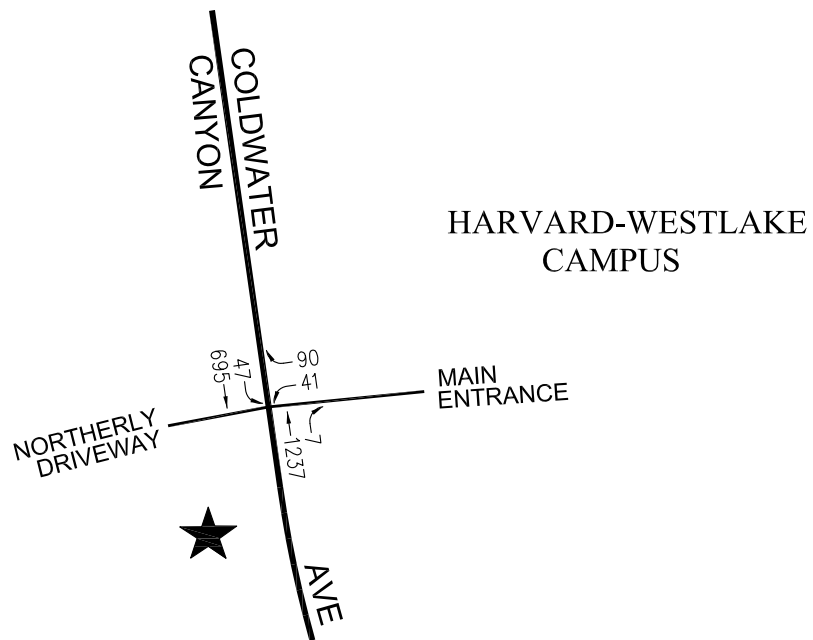 COLDWATER
CANYON
HARVARD-WESTLAKE
CAMPUS
90
41
47
695
MAIN
ENTRANCE
NORTHERLY
DRIVEWAY
7
1237
AVE